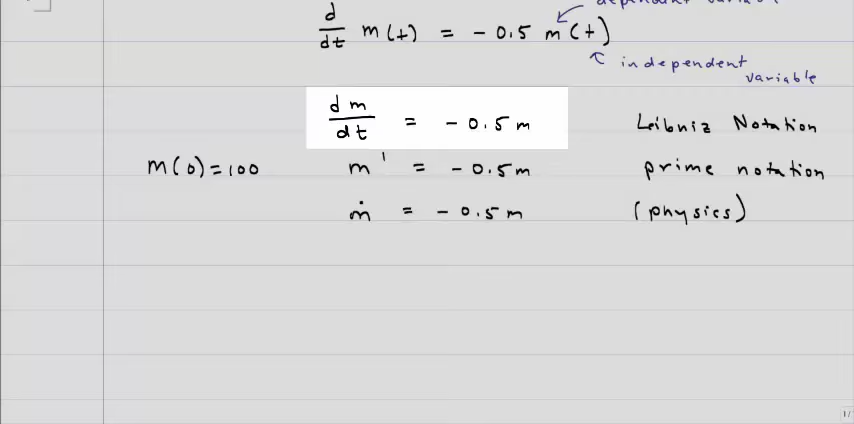 d/dt m(t) = -0.5 m(t)
independent variable
dm/dt = -0.5m Leibniz Notation
m(0)=100 m' = -0.5m prime notation
ṁ = -0.5m (physics)